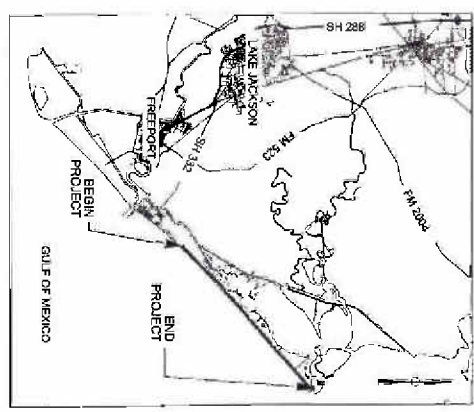 SH 288
LAKE JACKSON
FM 523
FM 2004
FREEPORT
SH 332
BEGIN
PROJECT
END
PROJECT
GULF OF MEXICO